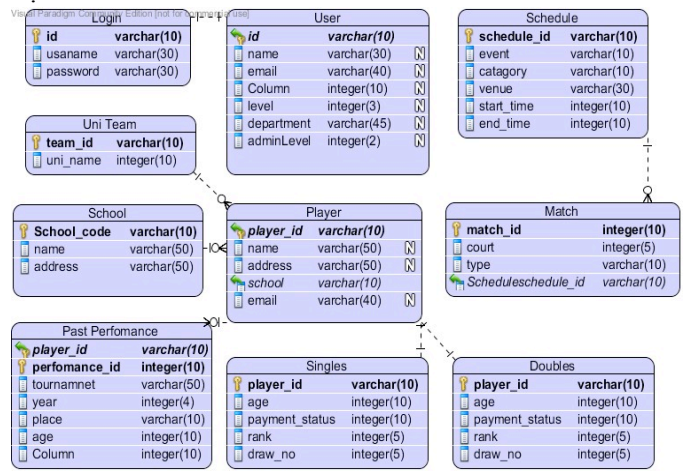 Visual Paradigm Community Edition [not for commercial use]
Login
id varchar(10)
usaname varchar(30)
password varchar(30)
User
id varchar(10)
name varchar(30) N
email varchar(40) N
Column integer(10) N
level integer(3) N
department varchar(45) N
adminLevel integer(2) N
Schedule
schedule_id varchar(10)
event varchar(10)
catagory varchar(10)
venue varchar(30)
start_time integer(10)
end_time integer(10)
Uni Team
team_id varchar(10)
uni_name integer(10)
School
School_code varchar(10)
name varchar(50)
address varchar(50)
Player
player_id varchar(10)
name varchar(50) N
address varchar(50) N
school varchar(10)
email varchar(40) N
Match
match_id integer(10)
court integer(5)
type varchar(10)
Scheduleschedule_id varchar(10)
Past Perfomance
player_id varchar(10)
perfomance_id integer(10)
tournamnet varchar(50)
year integer(4)
place varchar(10)
age integer(10)
Column integer(10)
Singles
player_id varchar(10)
age integer(10)
payment_status integer(10)
rank integer(5)
draw_no integer(5)
Doubles
player_id varchar(10)
age integer(10)
payment_status integer(10)
rank integer(5)
draw_no integer(5)